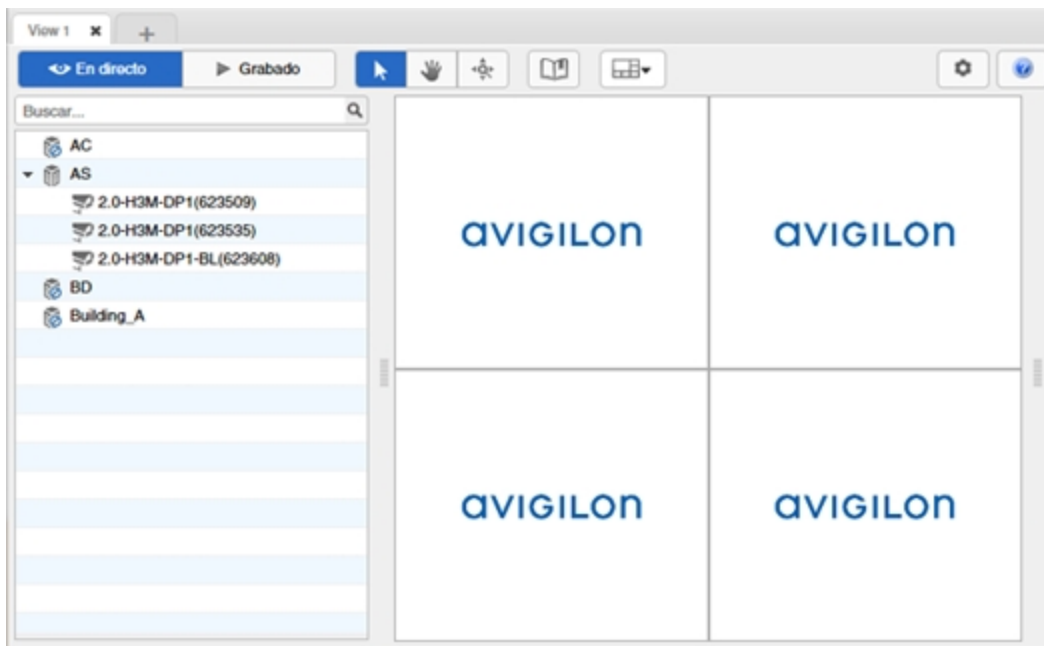 View 1
En directo
Grabado
Buscar...
AC
AS
2.0-H3M-DP1(623509)
2.0-H3M-DP1(623535)
2.0-H3M-DP1-BL(623608)
BD
Building_A
AVIGILON
AVIGILON
AVIGILON
AVIGILON